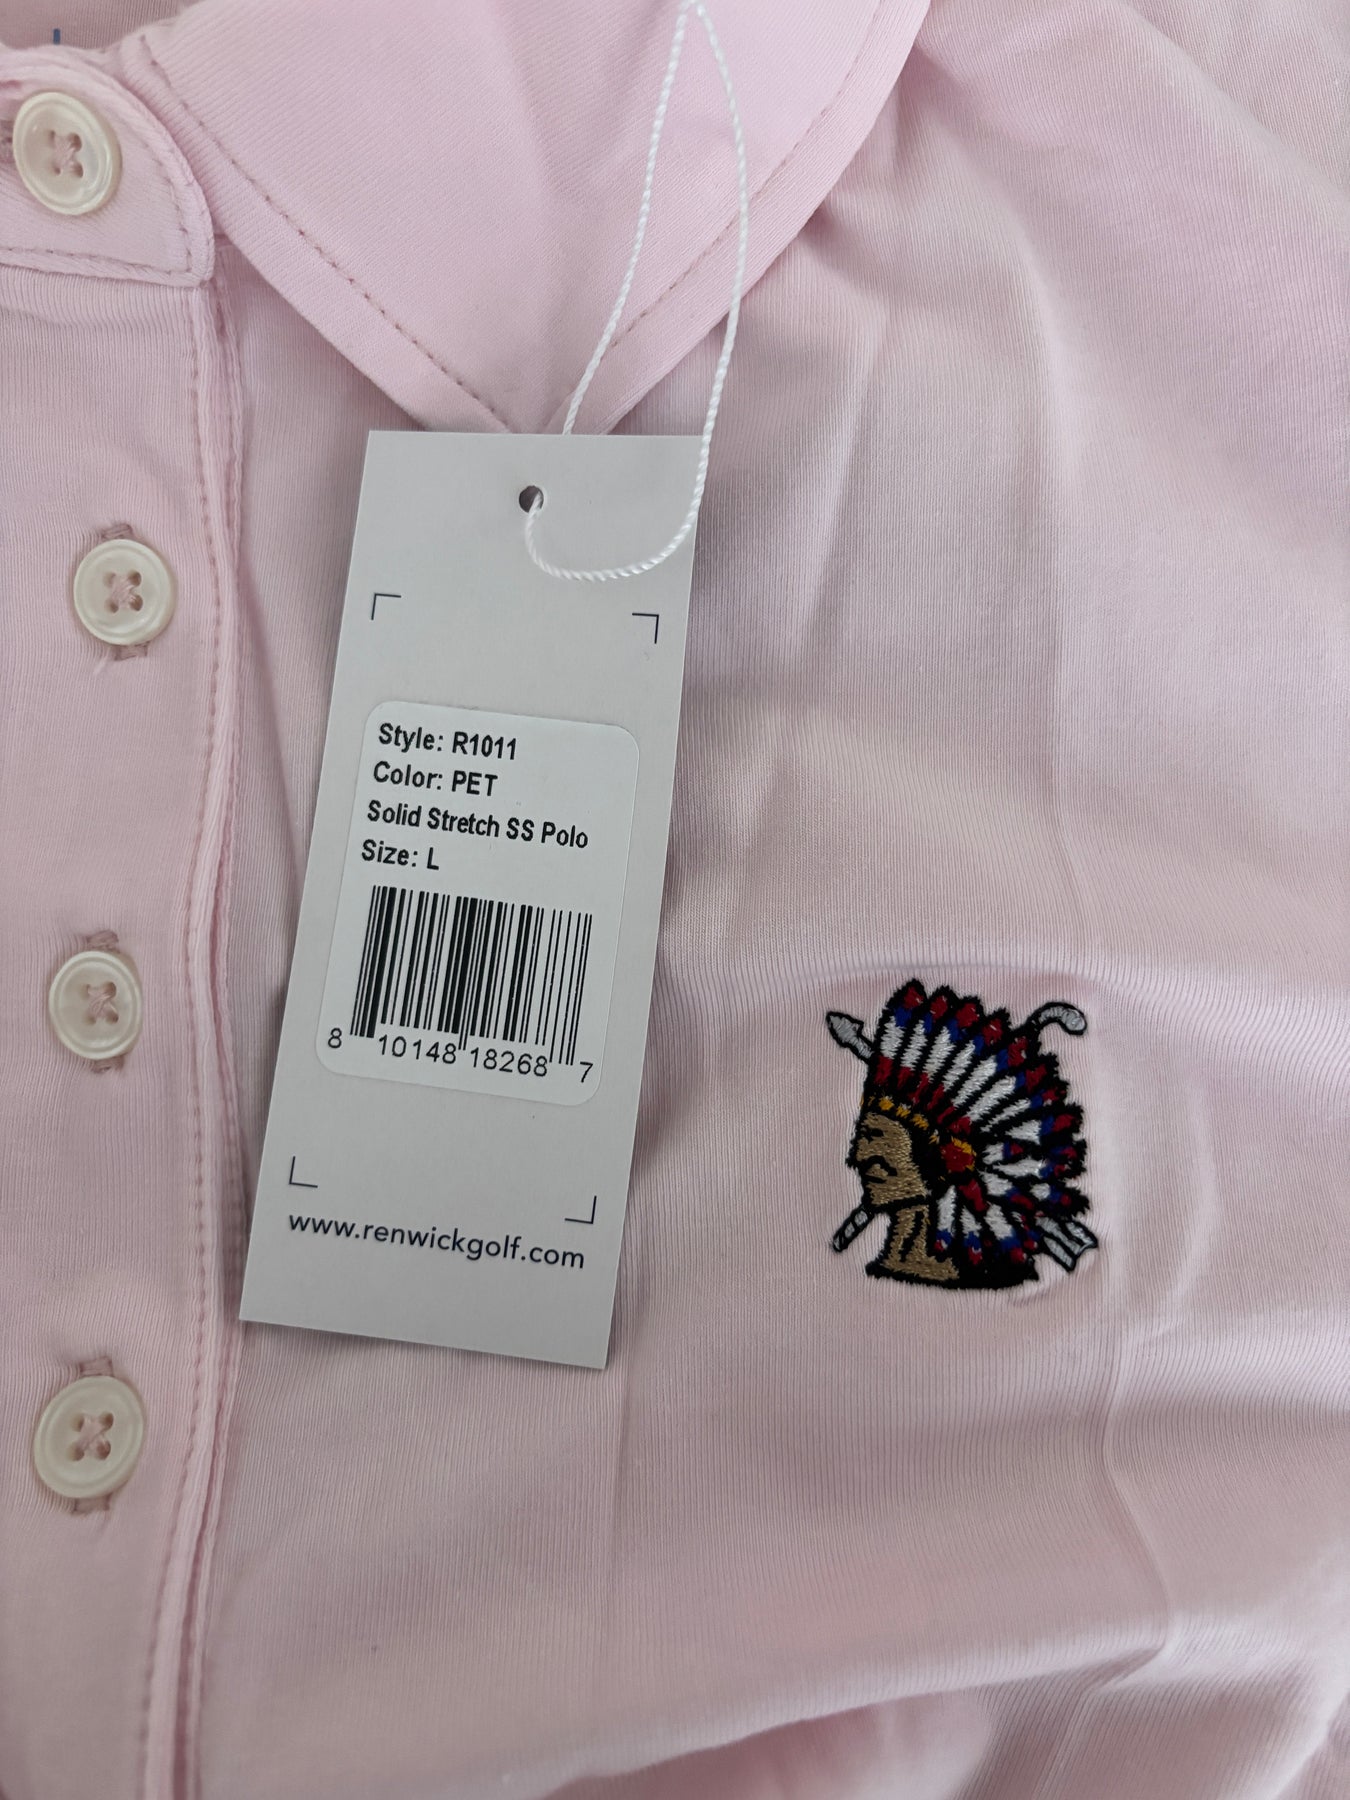 Style: R1011
Color: PET
Solid Stretch SS Polo
Size: L
8 10148 18268 7
www.renwickgolf.com